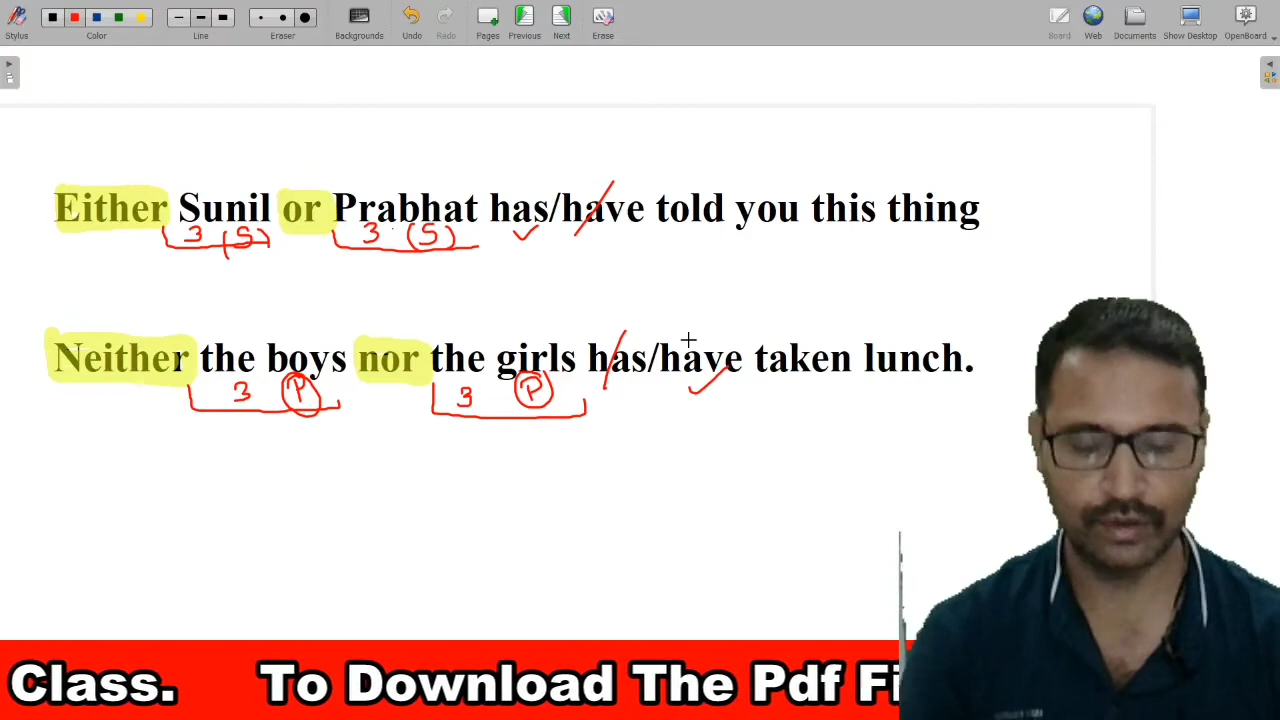 Stylus
Color
Line
Eraser
Backgrounds
Undo
Redo
Pages
Previous
Next
Erase
Board
Web
Documents
Show Desktop
OpenBoard
Either Sunil or Prabhat has/have told you this thing
3 (S) 3 (S)
Neither the boys nor the girls has/have taken lunch.
3 P 3 P
Class. To Download The Pdf Fi